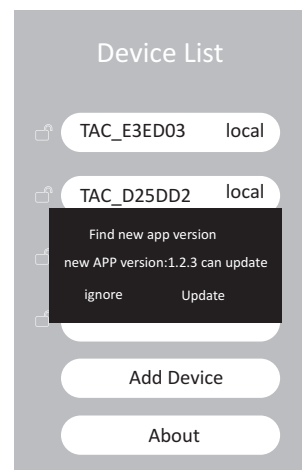 Device List
TAC_E3ED03 local
TAC_D25DD2 local
Find new app version
new APP version:1.2.3 can update
ignore Update
Add Device
About